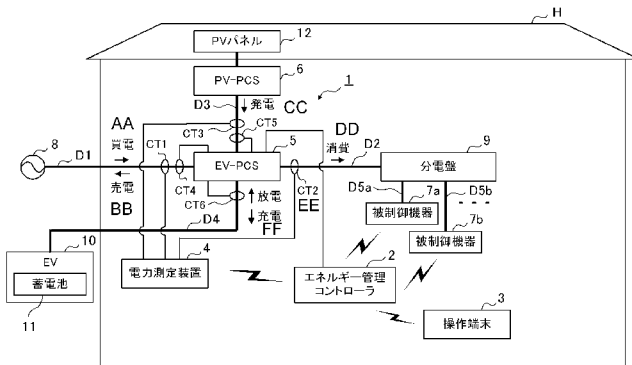 H
PVパネル
12
PV-PCS
6
1
D3
発電
CC
CT3
CT5
AA
8
D1
買電
売電
BB
CT1
CT4
EV-PCS
5
DD
消費
D2
CT2
EE
分電盤
9
D5a
7a
D5b
被制御機器
7b
被制御機器
CT6
放電
充電
FF
D4
10
EV
蓄電池
11
電力測定装置
4
エネルギー管理
コントローラ
2
操作端末
3